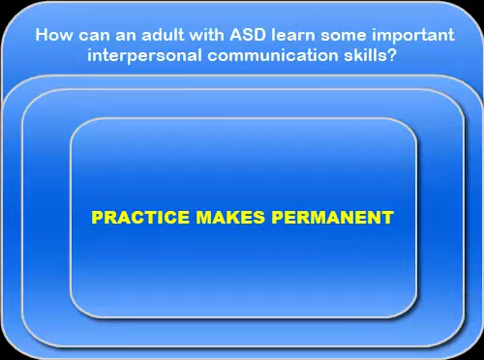 How can an adult with ASD learn some important
interpersonal communication skills?
PRACTICE MAKES PERMANENT